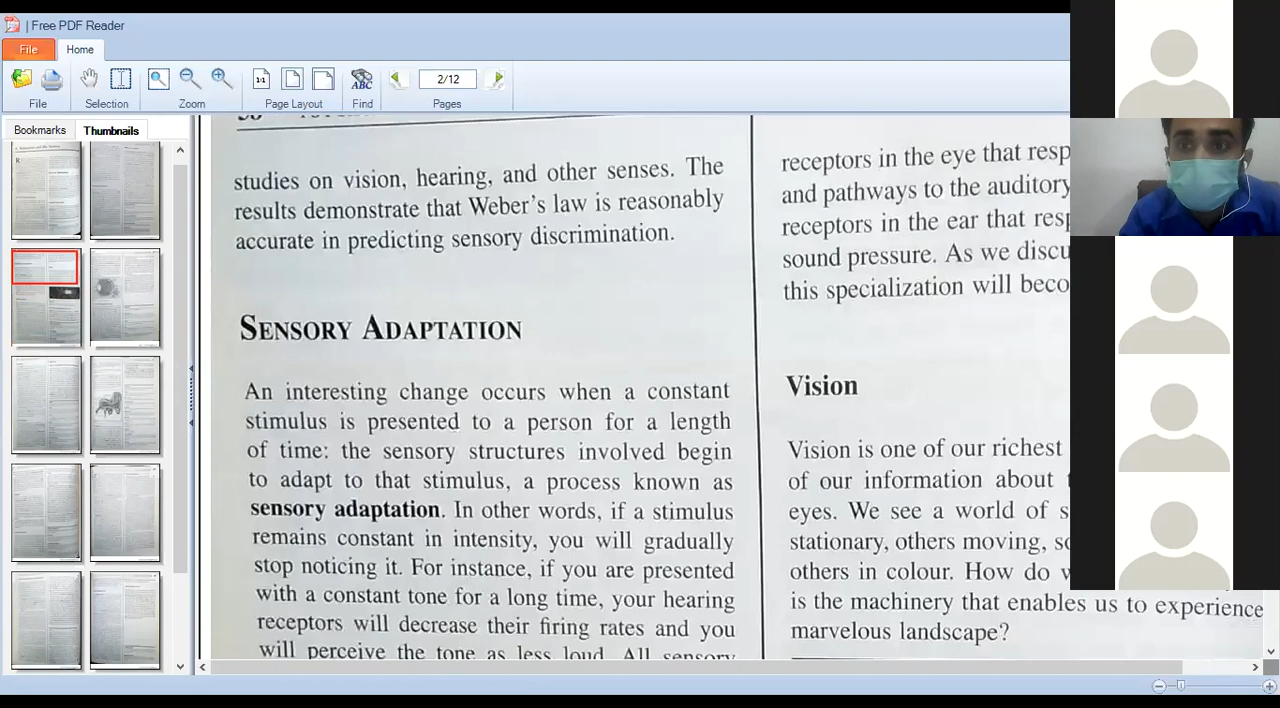 | Free PDF Reader
File
Home
2/12
File
Selection
Zoom
Page Layout
Find
Pages
Bookmarks
Thumbnails
studies on vision, hearing, and other senses. The
results demonstrate that Weber's law is reasonably
accurate in predicting sensory discrimination.
SENSORY ADAPTATION
An interesting change occurs when a constant
stimulus is presented to a person for a length
of time: the sensory structures involved begin
to adapt to that stimulus, a process known as
sensory adaptation. In other words, if a stimulus
remains constant in intensity, you will gradually
stop noticing it. For instance, if you are presented
with a constant tone for a long time, your hearing
receptors will decrease their firing rates and you
will perceive the tone as less loud. All sensory
receptors in the eye that resp
and pathways to the auditory
receptors in the ear that resp
sound pressure. As we discu
this specialization will beco
Vision
Vision is one of our richest
of our information about
eyes. We see a world of s
stationary, others moving, so
others in colour. How do w
is the machinery that enables us to experience
marvelous landscape?